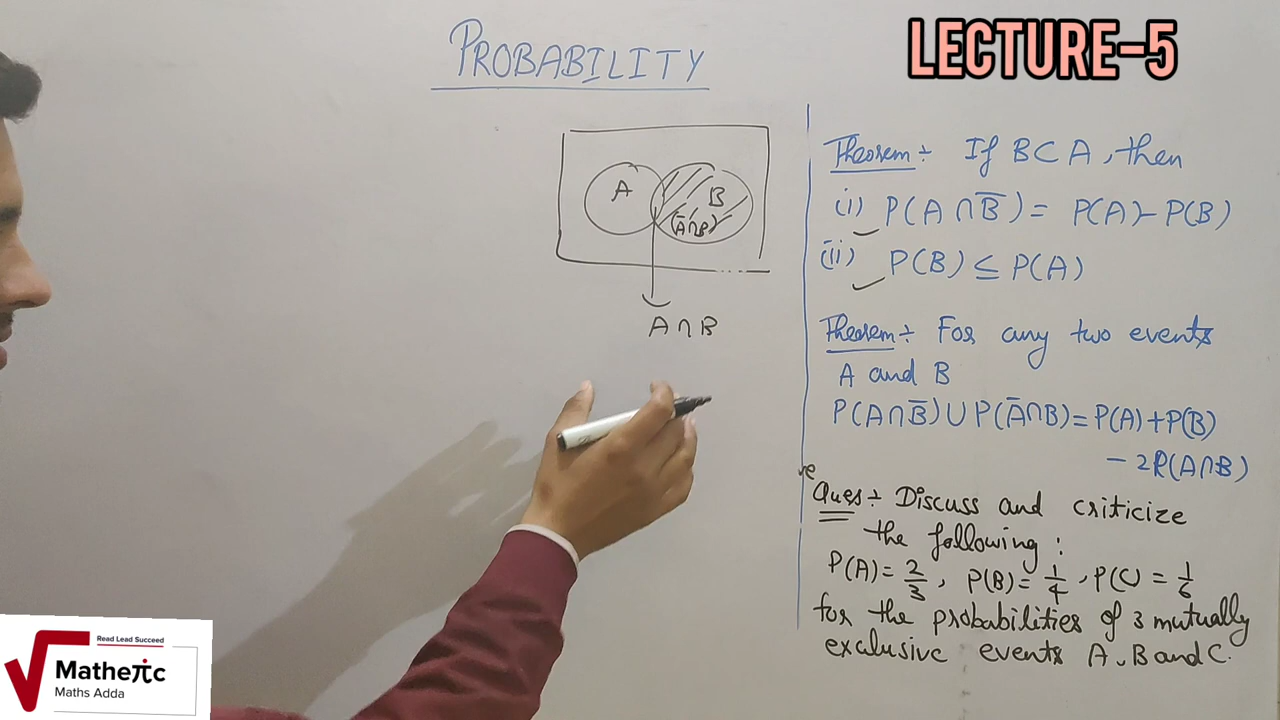 PROBABILITY
LECTURE-5
A
B
(Ā∩B)
A∩B
Theorem ÷ If B⊂A, then
(i) P(A∩B̅) = P(A)-P(B)
(ii) P(B) ≤ P(A)
Theorem ÷ For any two events
A and B
P(A∩B̅) ∪ P(Ā∩B) = P(A)+P(B)
- 2P(A∩B)
re
Ques ÷ Discuss and criticize
the following :
P(A) = 2/3, P(B) = 1/4, P(C) = 1/6
for the probabilities of 3 mutually
exclusive events A, B and C.
Read Lead Succeed
Matheπc
Maths Adda